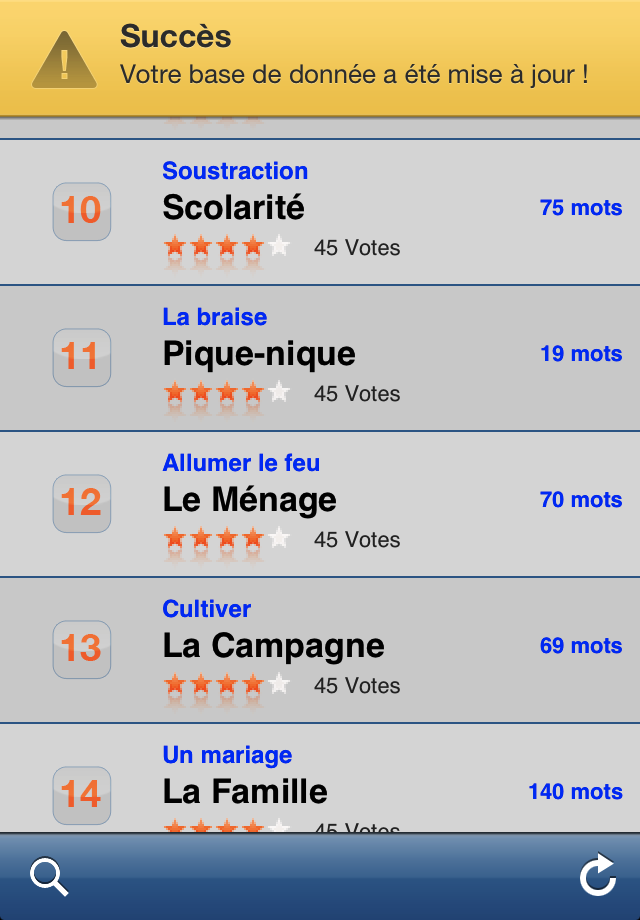 Succès
Votre base de donnée a été mise à jour !
Soustraction
10
Scolarité
75 mots
45 Votes
La braise
11
Pique-nique
19 mots
45 Votes
Allumer le feu
12
Le Ménage
70 mots
45 Votes
Cultiver
13
La Campagne
69 mots
45 Votes
Un mariage
14
La Famille
140 mots
45 Votes